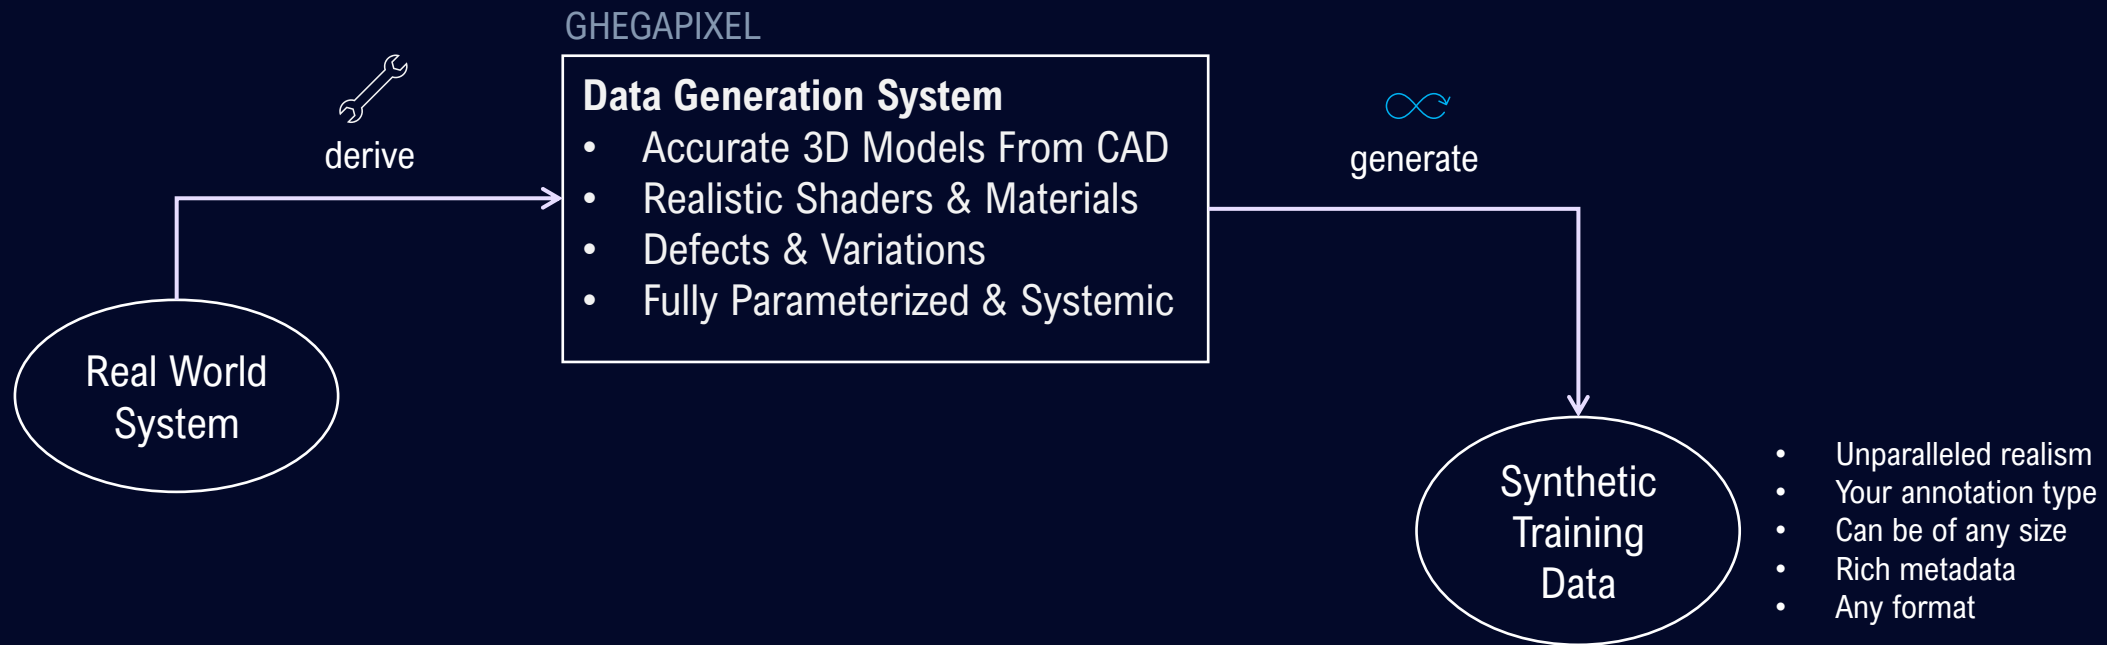 GHEGAPIXEL
derive
Data Generation System
• Accurate 3D Models From CAD
• Realistic Shaders & Materials
• Defects & Variations
• Fully Parameterized & Systemic
generate
Real World
System
Synthetic
Training
Data
• Unparalleled realism
• Your annotation type
• Can be of any size
• Rich metadata
• Any format